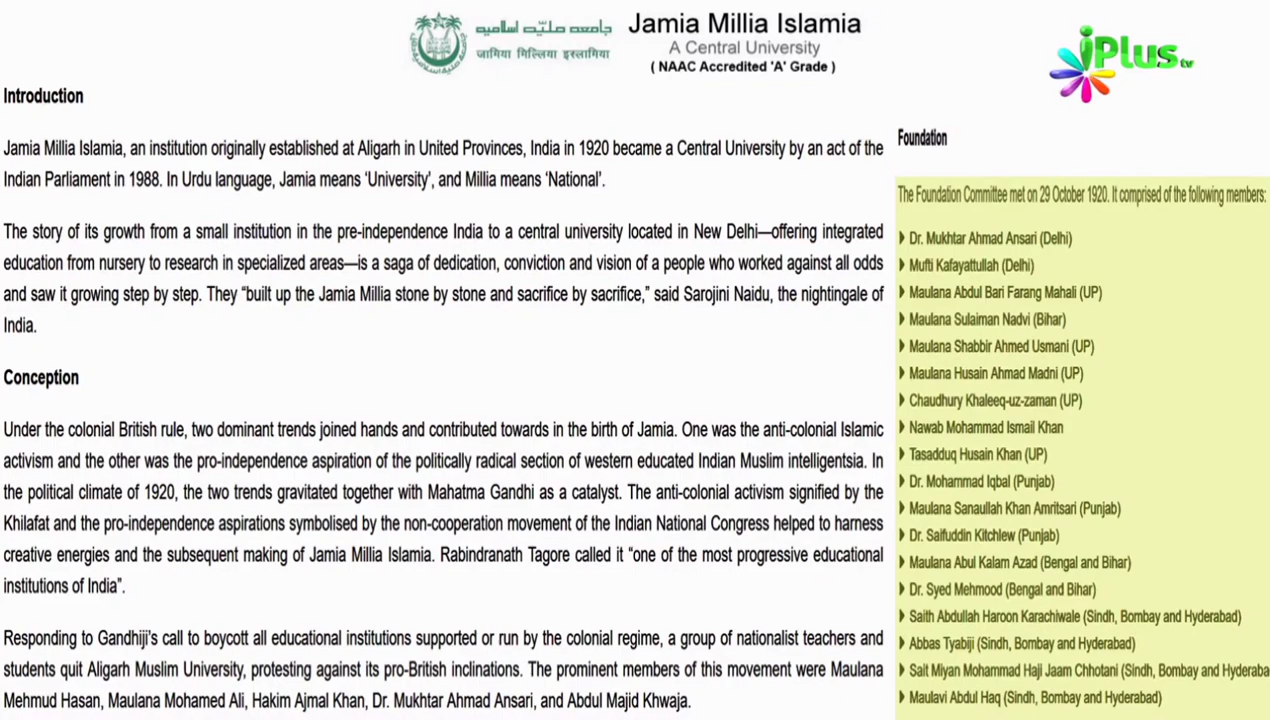 جامعہ ملیہ اسلامیہ
जामिया मिल्लिया इस्लामिया
Jamia Millia Islamia
A Central University
( NAAC Accredited 'A' Grade )
iPlus tv
Introduction
Jamia Millia Islamia, an institution originally established at Aligarh in United Provinces, India in 1920 became a Central University by an act of the
Indian Parliament in 1988. In Urdu language, Jamia means ‘University’, and Millia means ‘National’.
The story of its growth from a small institution in the pre-independence India to a central university located in New Delhi—offering integrated
education from nursery to research in specialized areas—is a saga of dedication, conviction and vision of a people who worked against all odds
and saw it growing step by step. They “built up the Jamia Millia stone by stone and sacrifice by sacrifice,” said Sarojini Naidu, the nightingale of
India.
Conception
Under the colonial British rule, two dominant trends joined hands and contributed towards in the birth of Jamia. One was the anti-colonial Islamic
activism and the other was the pro-independence aspiration of the politically radical section of western educated Indian Muslim intelligentsia. In
the political climate of 1920, the two trends gravitated together with Mahatma Gandhi as a catalyst. The anti-colonial activism signified by the
Khilafat and the pro-independence aspirations symbolised by the non-cooperation movement of the Indian National Congress helped to harness
creative energies and the subsequent making of Jamia Millia Islamia. Rabindranath Tagore called it “one of the most progressive educational
institutions of India”.
Responding to Gandhiji’s call to boycott all educational institutions supported or run by the colonial regime, a group of nationalist teachers and
students quit Aligarh Muslim University, protesting against its pro-British inclinations. The prominent members of this movement were Maulana
Mehmud Hasan, Maulana Mohamed Ali, Hakim Ajmal Khan, Dr. Mukhtar Ahmad Ansari, and Abdul Majid Khwaja.
Foundation
The Foundation Committee met on 29 October 1920. It comprised of the following members:
Dr. Mukhtar Ahmad Ansari (Delhi)
Mufti Kafayattullah (Delhi)
Maulana Abdul Bari Farang Mahali (UP)
Maulana Sulaiman Nadvi (Bihar)
Maulana Shabbir Ahmed Usmani (UP)
Maulana Husain Ahmad Madni (UP)
Chaudhury Khaleeq-uz-zaman (UP)
Nawab Mohammad Ismail Khan
Tasadduq Husain Khan (UP)
Dr. Mohammad Iqbal (Punjab)
Maulana Sanaullah Khan Amritsari (Punjab)
Dr. Saifuddin Kitchlew (Punjab)
Maulana Abul Kalam Azad (Bengal and Bihar)
Dr. Syed Mehmood (Bengal and Bihar)
Saith Abdullah Haroon Karachiwale (Sindh, Bombay and Hyderabad)
Abbas Tyabiji (Sindh, Bombay and Hyderabad)
Sait Miyan Mohammad Haji Jaam Chhotani (Sindh, Bombay and Hyderaba
Maulavi Abdul Haq (Sindh, Bombay and Hyderabad)